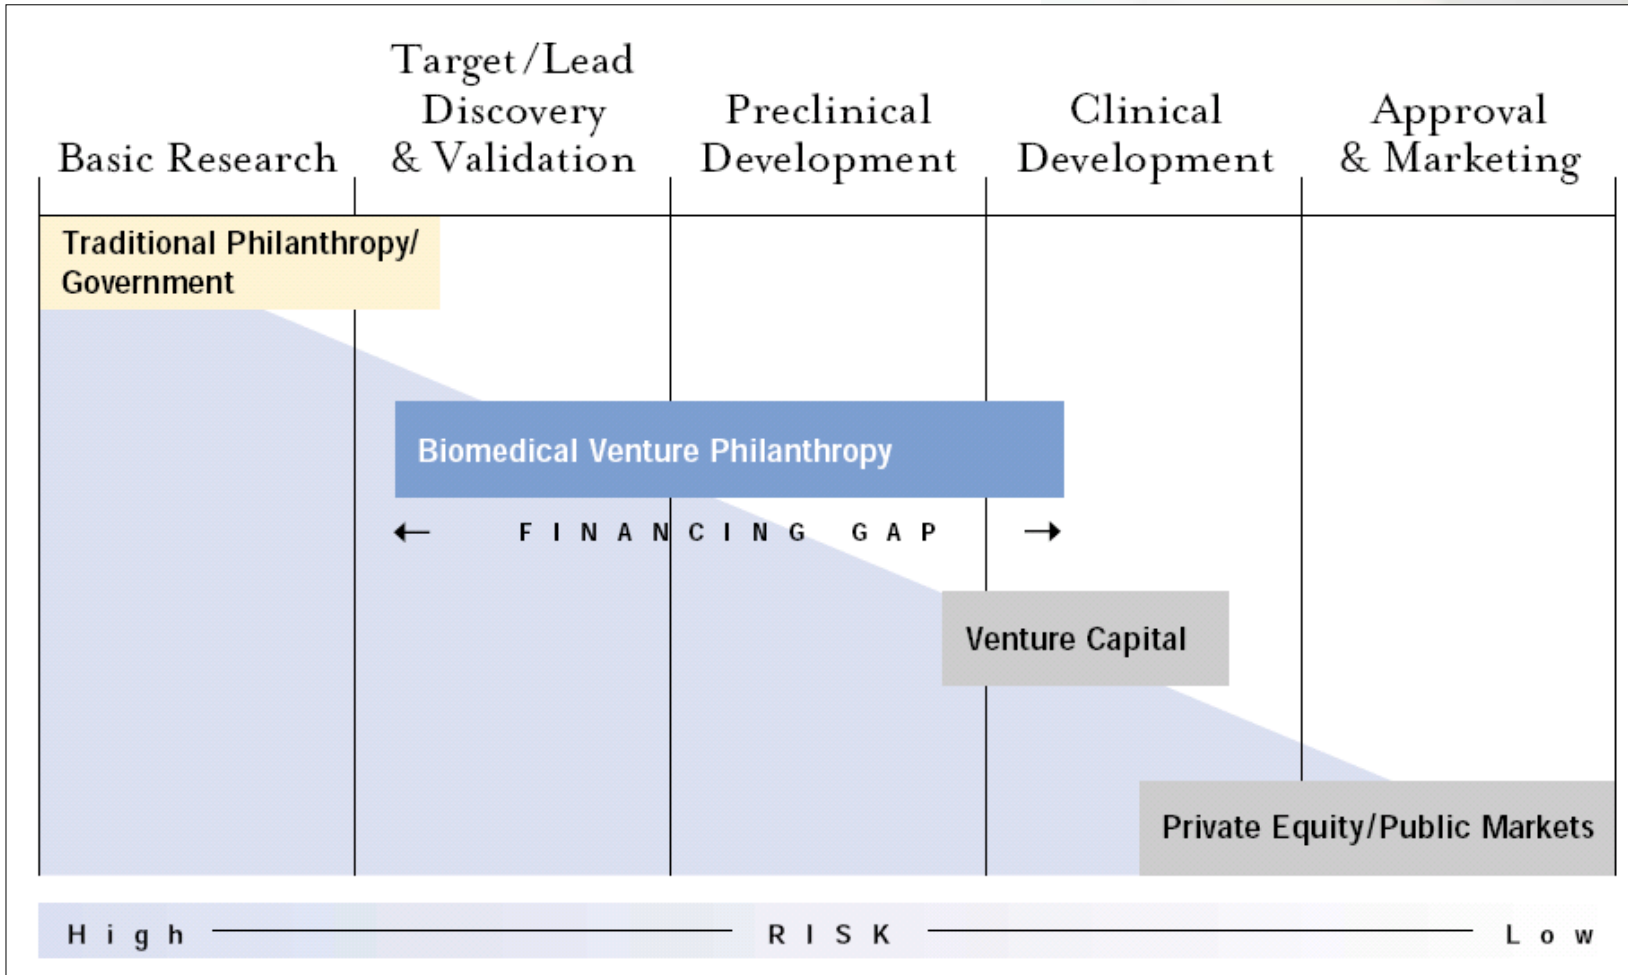 Target/Lead
Discovery
& Validation
Basic Research
Preclinical
Development
Clinical
Development
Approval
& Marketing
Traditional Philanthropy/
Government
Biomedical Venture Philanthropy
FINANCING GAP
Venture Capital
Private Equity/Public Markets
High RISK Low